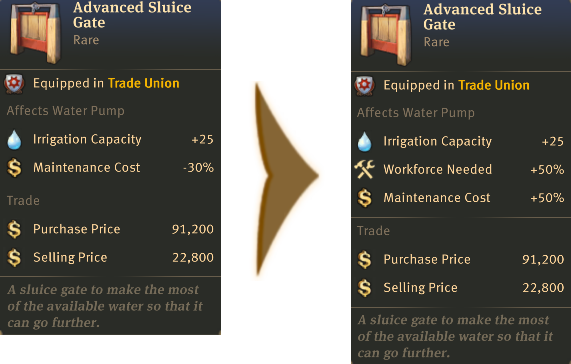 Advanced Sluice
Gate
Rare
Equipped in Trade Union
Affects Water Pump
Irrigation Capacity +25
Maintenance Cost -30%
Trade
Purchase Price 91,200
Selling Price 22,800
A sluice gate to make the most
of the available water so that it
can go further.
Advanced Sluice
Gate
Rare
Equipped in Trade Union
Affects Water Pump
Irrigation Capacity +25
Workforce Needed +50%
Maintenance Cost +50%
Trade
Purchase Price 91,200
Selling Price 22,800
A sluice gate to make the most
of the available water so that it
can go further.